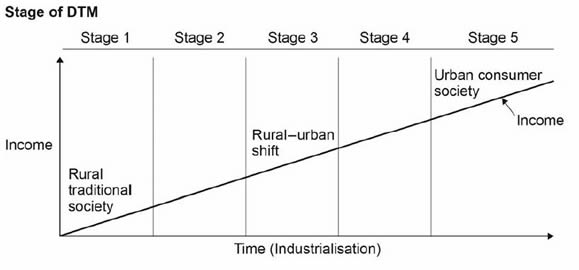 Stage of DTM
Stage 1 Stage 2 Stage 3 Stage 4 Stage 5
Urban consumer
society
Income
Income
Rural–urban
shift
Rural
traditional
society
Time (Industrialisation)